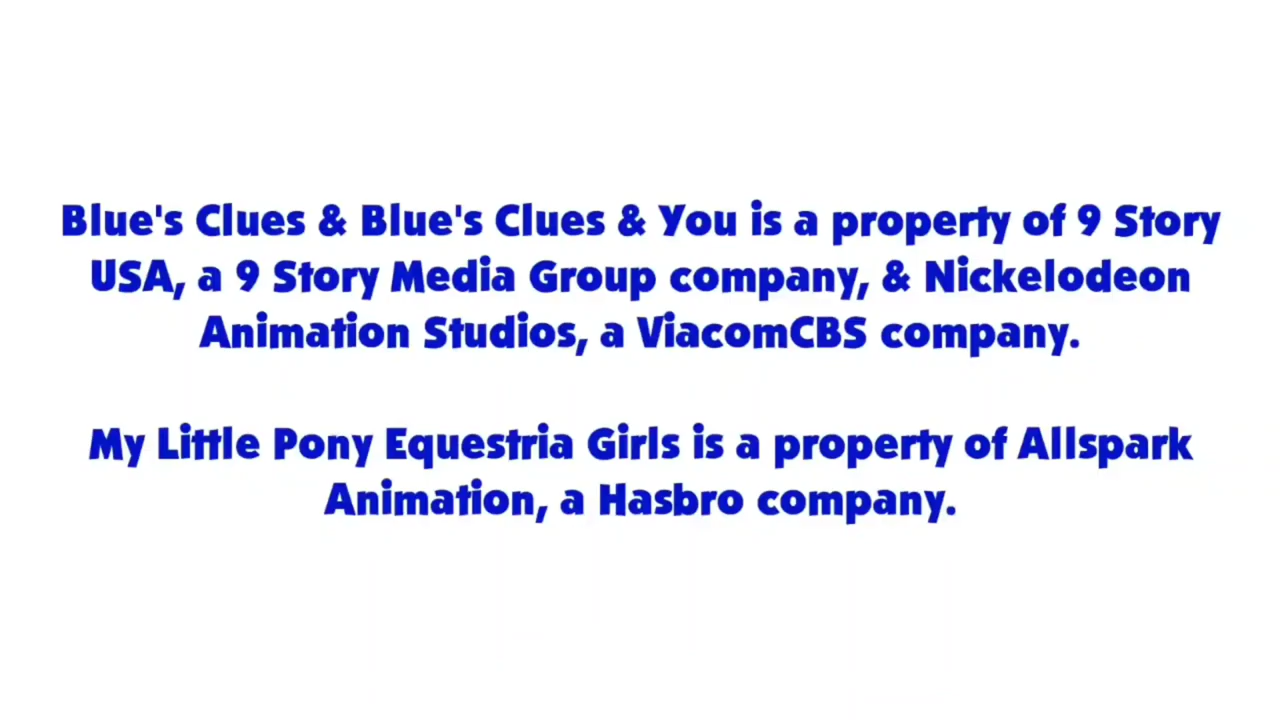 Blue's Clues & Blue's Clues & You is a property of 9 Story
USA, a 9 Story Media Group company, & Nickelodeon
Animation Studios, a ViacomCBS company.
My Little Pony Equestria Girls is a property of Allspark
Animation, a Hasbro company.